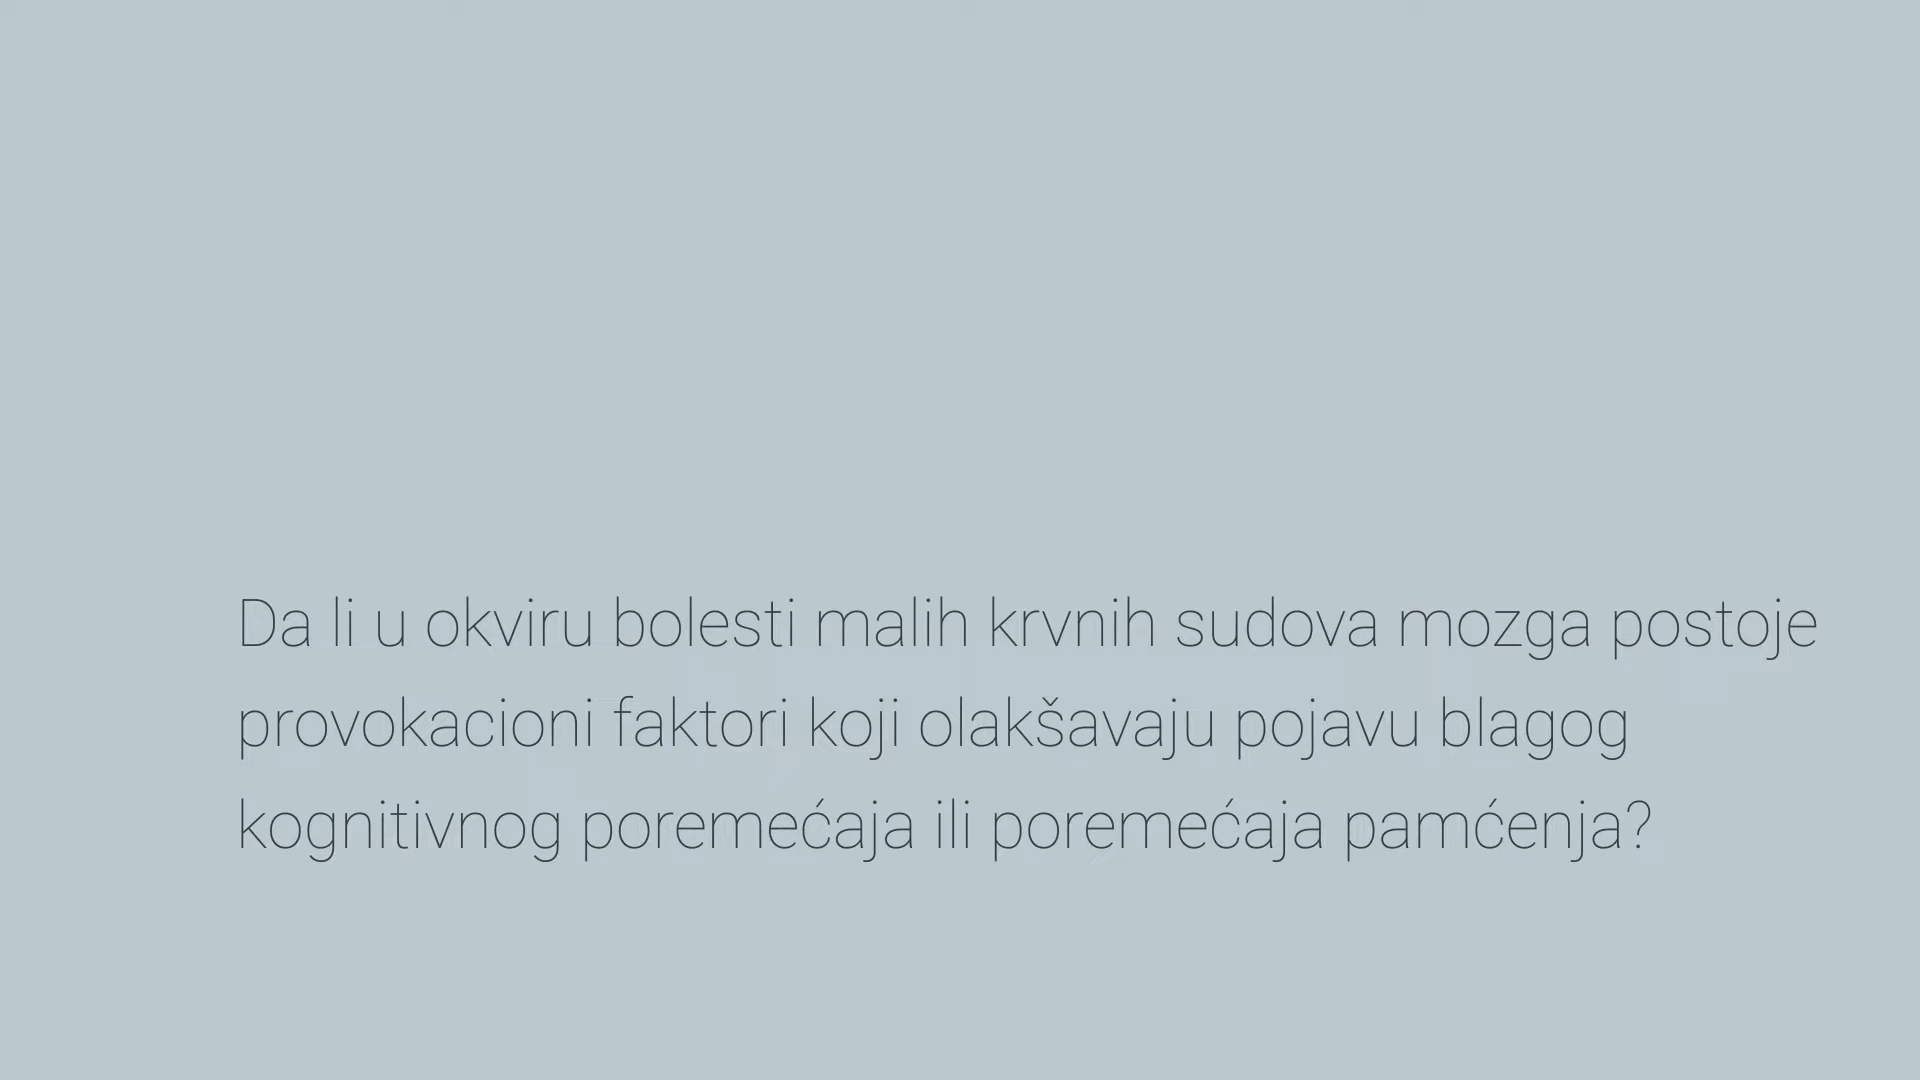 Da li u okviru bolesti malih krvnih sudova mozga postoje
provokacioni faktori koji olakšavaju pojavu blagog
kognitivnog poremećaja ili poremećaja pamćenja?